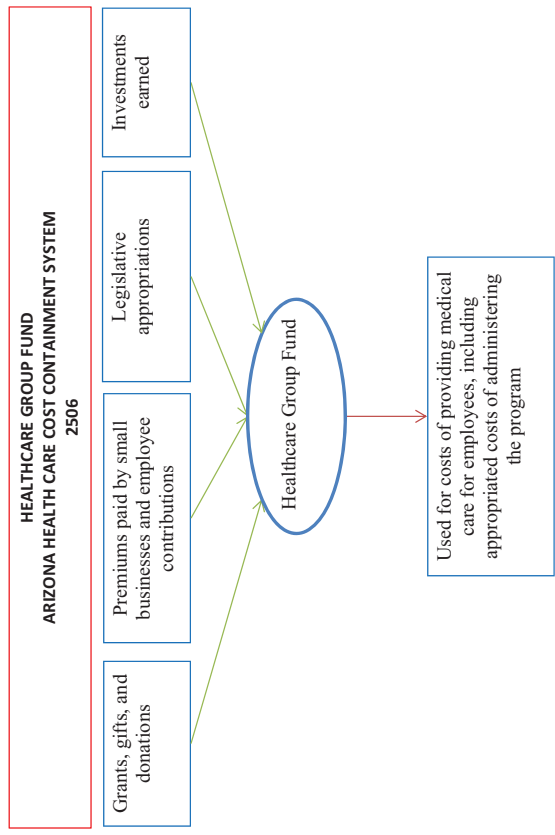 HEALTHCARE GROUP FUND
ARIZONA HEALTH CARE COST CONTAINMENT SYSTEM
2506
Grants, gifts, and
donations
Premiums paid by small
businesses and employee
contributions
Legislative
appropriations
Investments
earned
Healthcare Group Fund
Used for costs of providing medical
care for employees, including
appropriated costs of administering
the program